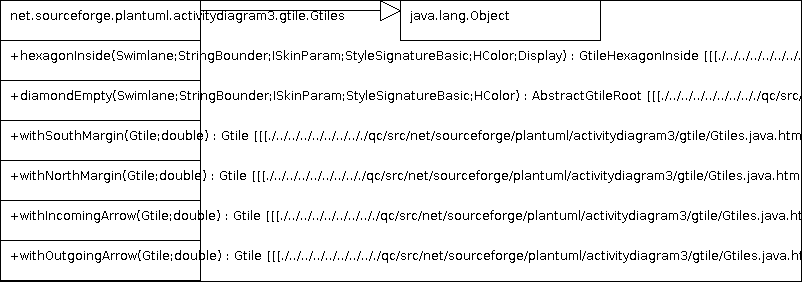 net.sourceforge.plantuml.activitydiagram3.gtile.Gtiles
java.lang.Object
+hexagonInside(Swimlane;StringBounder;ISkinParam;StyleSignatureBasic;HColor;Display) : GtileHexagonInside [[[./../../../../../../..
+diamondEmpty(Swimlane;StringBounder;ISkinParam;StyleSignatureBasic;HColor) : AbstractGtileRoot [[[./../../../../../../../../qc/src/
+withSouthMargin(Gtile;double) : Gtile [[[./../../../../../../../../qc/src/net/sourceforge/plantuml/activitydiagram3/gtile/Gtiles.java.htm
+withNorthMargin(Gtile;double) : Gtile [[[./../../../../../../../../qc/src/net/sourceforge/plantuml/activitydiagram3/gtile/Gtiles.java.htm
+withIncomingArrow(Gtile;double) : Gtile [[[./../../../../../../../../qc/src/net/sourceforge/plantuml/activitydiagram3/gtile/Gtiles.java.ht
+withOutgoingArrow(Gtile;double) : Gtile [[[./../../../../../../../../qc/src/net/sourceforge/plantuml/activitydiagram3/gtile/Gtiles.java.ht